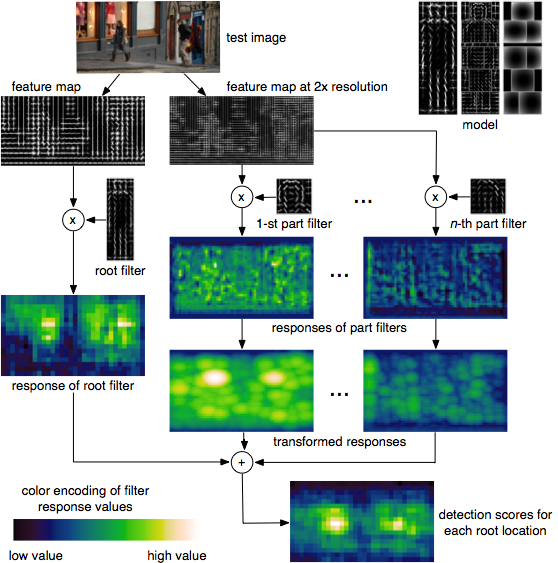 test image
model
feature map
feature map at 2x resolution
x
x
...
x
1-st part filter
n-th part filter
root filter
...
responses of part filters
response of root filter
...
transformed responses
+
color encoding of filter
response values
low value
high value
detection scores for
each root location